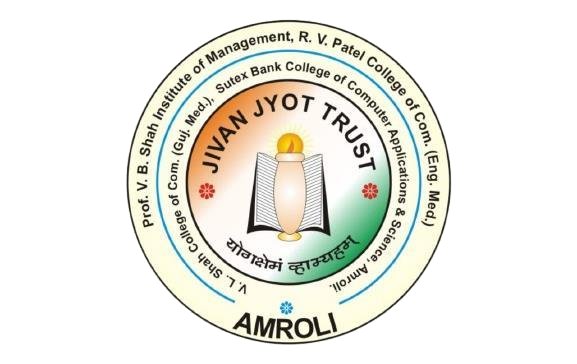 Prof. V. B. Shah Institute of Management, R. V. Patel College of Com. (Eng. Med.)
V. L. Shah College of Com. (Guj. Med.), Sutex Bank College of Computer Applications & Science, Amroli.
JIVAN JYOT TRUST
योगक्षेमं व्हाम्यहम्
AMROLI